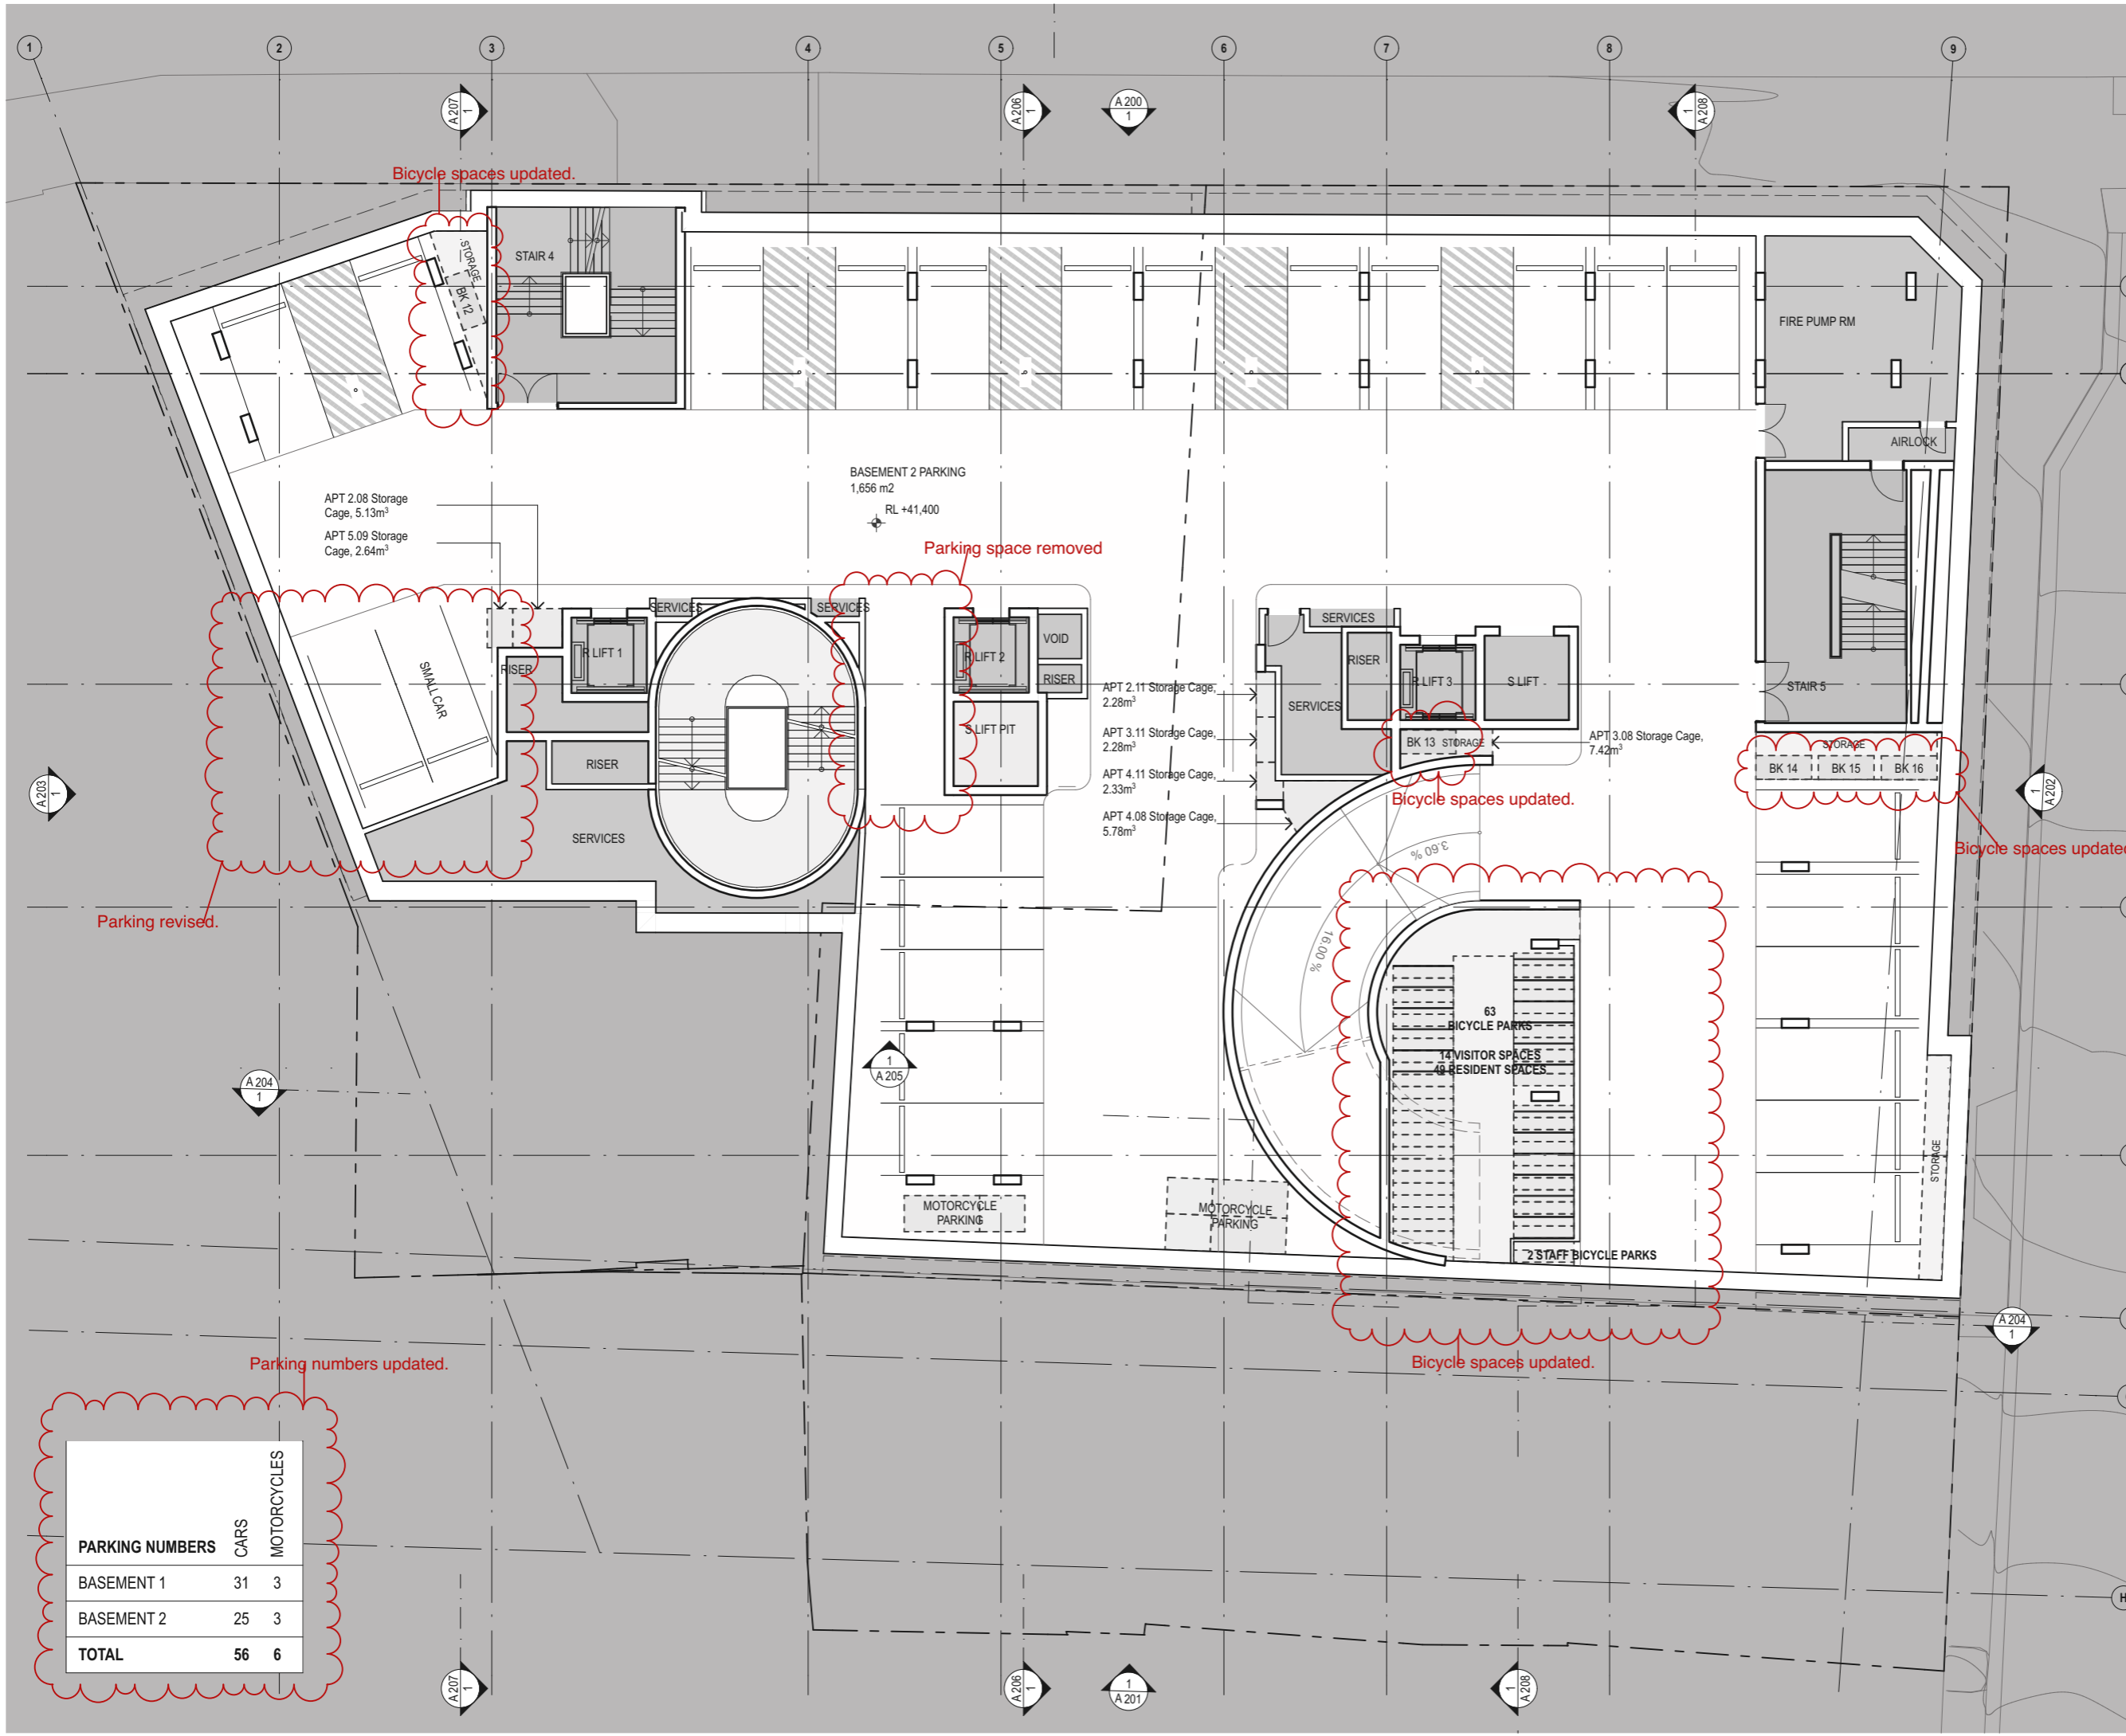 1
2
3
4
5
6
7
8
9
A 207
1
A 206
1
A 200
1
1
A 208
Bicycle spaces updated.
STORAGE
BK 12
STAIR 4
FIRE PUMP RM
AIRLOCK
BASEMENT 2 PARKING
1,656 m2
RL +41,400
APT 2.08 Storage
Cage, 5.13m³
APT 5.09 Storage
Cage, 2.64m³
Parking space removed
SERVICES
SERVICES
SERVICES
SMALL CAR
RISER
R LIFT 1
R LIFT 2
VOID
RISER
S LIFT PIT
RISER
SERVICES
RISER
R LIFT 3
S LIFT
SERVICES
STAIR 5
APT 2.11 Storage Cage,
2.28m³
APT 3.11 Storage Cage,
2.28m³
APT 4.11 Storage Cage,
2.33m³
APT 4.08 Storage Cage,
5.78m³
BK 13
STORAGE
APT 3.08 Storage Cage,
7.42m³
Bicycle spaces updated.
STORAGE
BK 14
BK 15
BK 16
A 203
1
1
A 202
Bicycle spaces update
Parking revised.
3.60 %
16.00 %
63
BICYCLE PARKS
14 VISITOR SPACES
49 RESIDENT SPACES
1
A 205
A 204
1
STORAGE
MOTORCYCLE
PARKING
MOTORCYCLE
PARKING
2 STAFF BICYCLE PARKS
A 204
1
Bicycle spaces updated.
Parking numbers updated.
PARKING NUMBERS CARS MOTORCYCLES
BASEMENT 1 31 3
BASEMENT 2 25 3
TOTAL 56 6
H
A 207
1
A 206
1
1
A 201
1
A 208